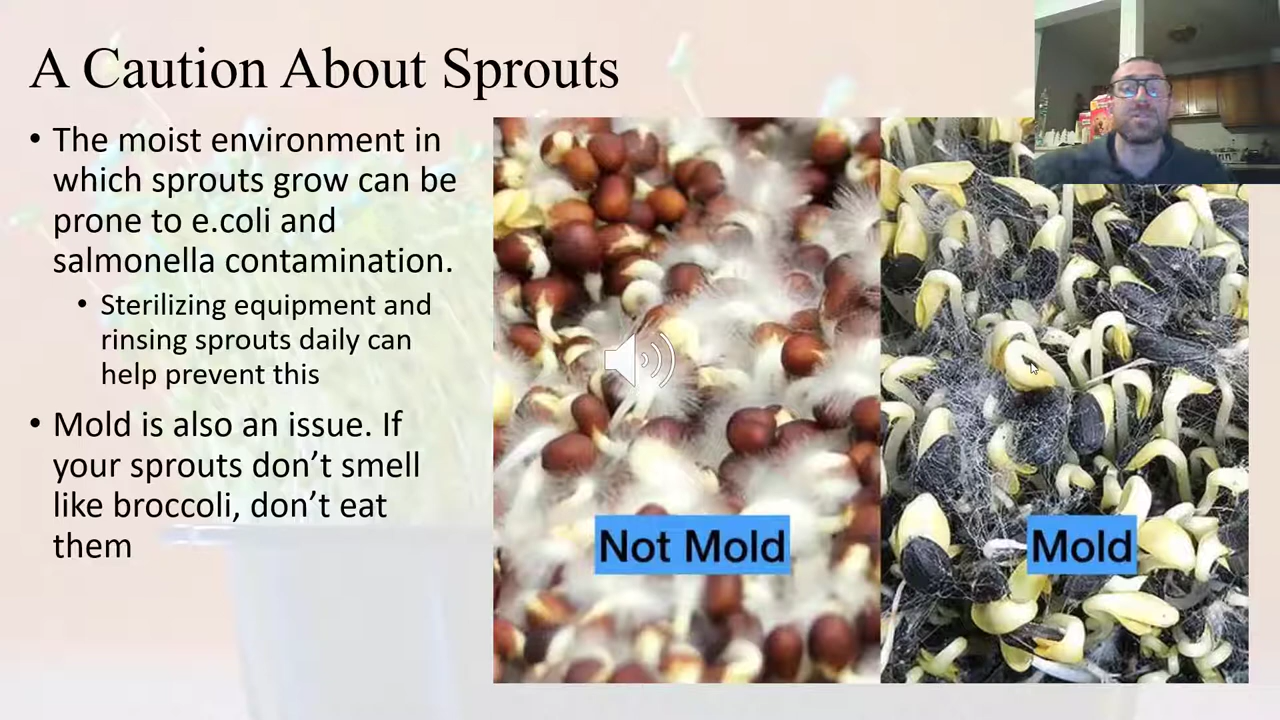 A Caution About Sprouts
• The moist environment in
which sprouts grow can be
prone to e.coli and
salmonella contamination.
• Sterilizing equipment and
rinsing sprouts daily can
help prevent this
• Mold is also an issue. If
your sprouts don’t smell
like broccoli, don’t eat
them
Not Mold
Mold